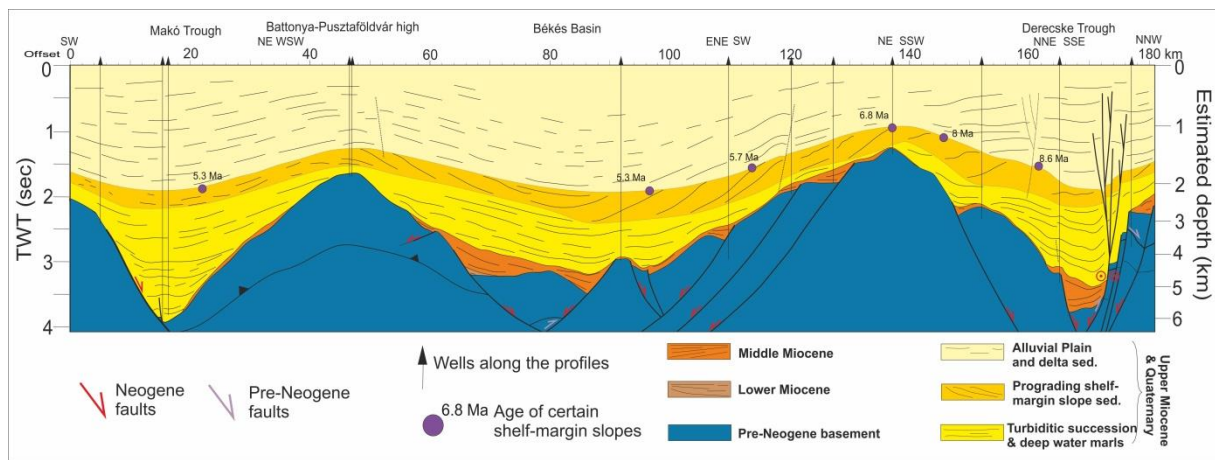 Makó Trough
Battonya-Pusztaföldvár high
Békés Basin
Derecske Trough
SW
NE WSW
ENE SW
NE SSW
NNE SSE
NNW
Offset 0 20 40 60 80 100 120 140 160 180 km
TWT (sec)
0
1
2
3
4
Estimated depth (km)
0
1
2
3
4
5
6
5.3 Ma
5.3 Ma
5.7 Ma
6.8 Ma
8 Ma
8.6 Ma
Neogene
faults
Pre-Neogene
faults
Wells along the profiles
6.8 Ma Age of certain
shelf-margin slopes
Middle Miocene
Lower Miocene
Pre-Neogene basement
Alluvial Plain
and delta sed.
Prograding shelf-
margin slope sed.
Turbiditic succession
& deep water marls
Upper Miocene
& Quaternary